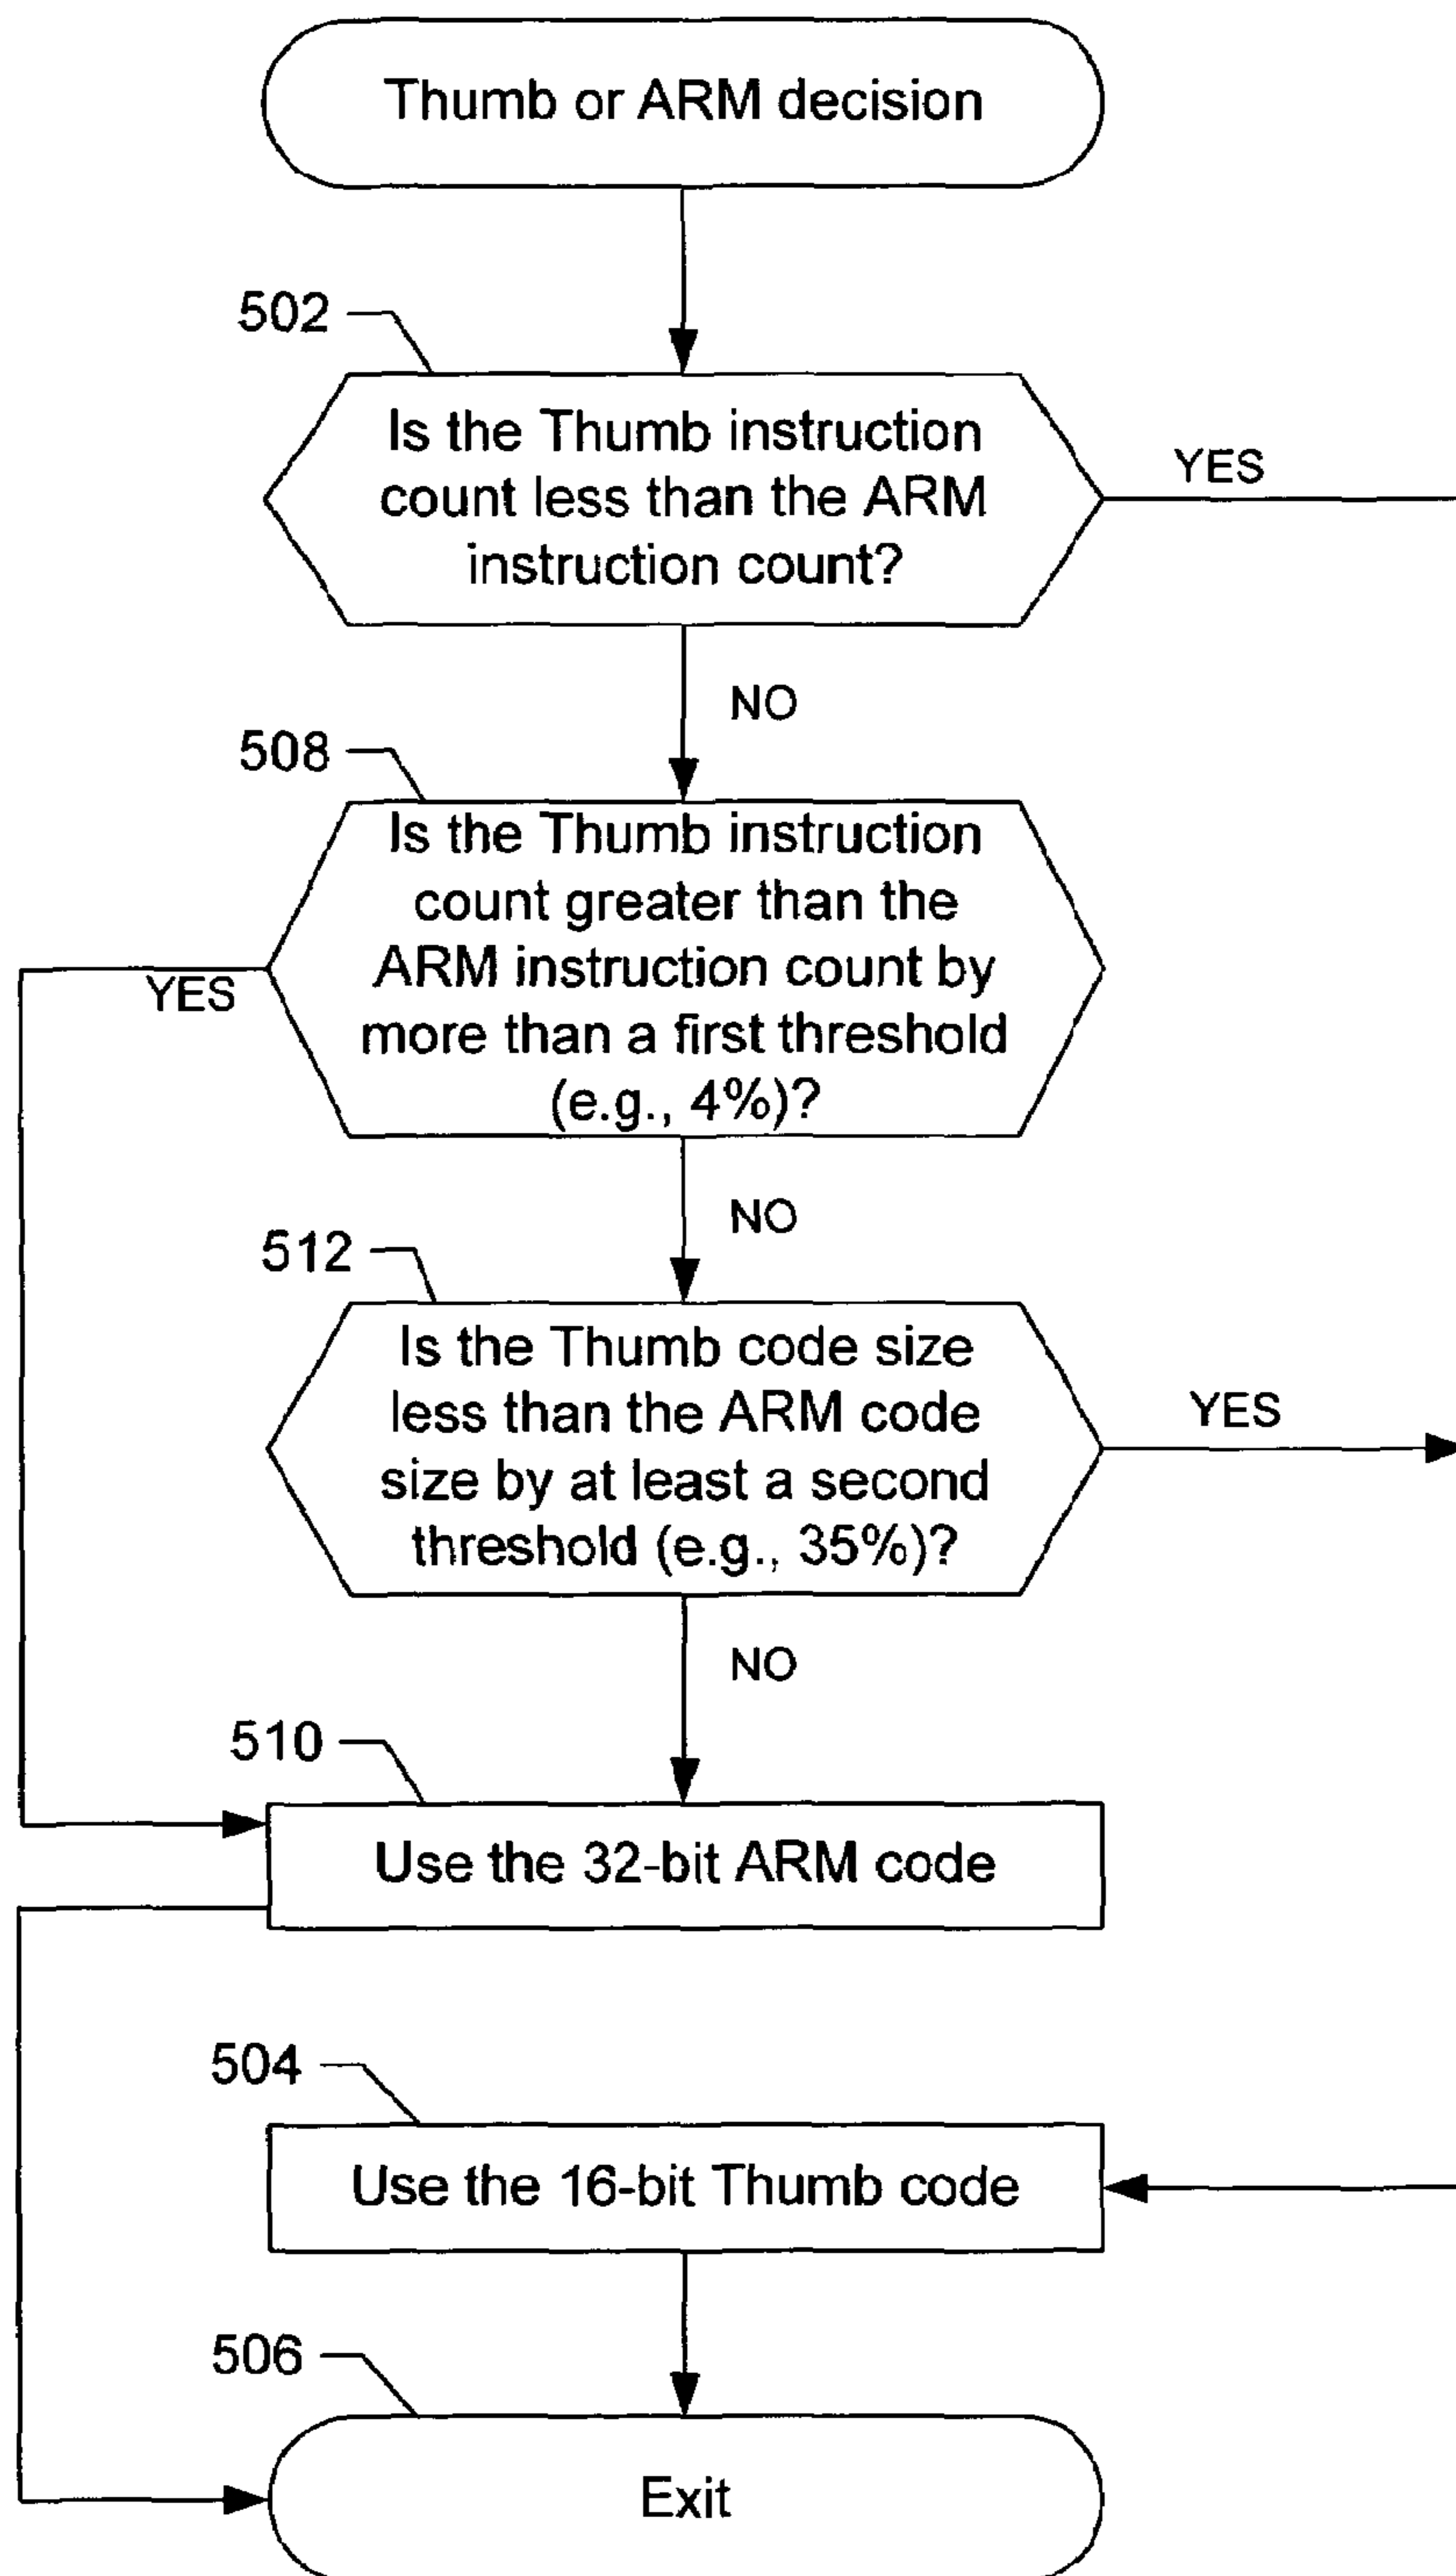 Thumb or ARM decision
502
Is the Thumb instruction
count less than the ARM
instruction count?
YES
NO
508
Is the Thumb instruction
count greater than the
ARM instruction count by
more than a first threshold
(e.g., 4%)?
YES
NO
512
Is the Thumb code size
less than the ARM code
size by at least a second
threshold (e.g., 35%)?
YES
NO
510
Use the 32-bit ARM code
504
Use the 16-bit Thumb code
506
Exit